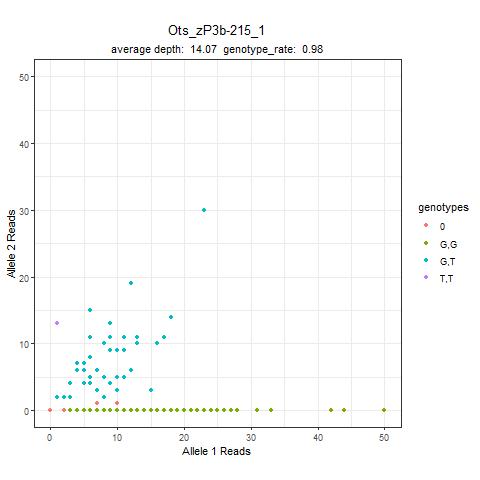 Ots_zP3b-215_1
average depth: 14.07 genotype_rate: 0.98
50
40
30
20
10
0
Allele 2 Reads
0 10 20 30 40 50
Allele 1 Reads
genotypes
0
G,G
G,T
T,T